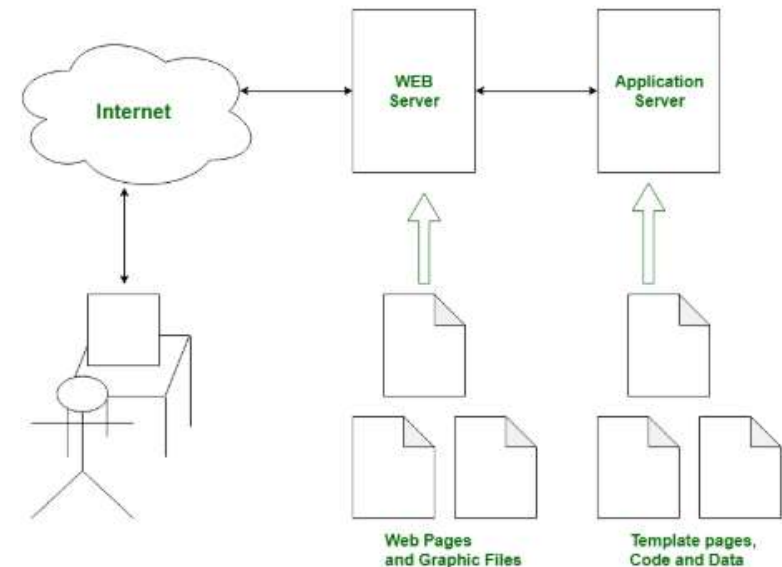 Internet
WEB
Server
Application
Server
Web Pages
and Graphic Files
Template pages,
Code and Data